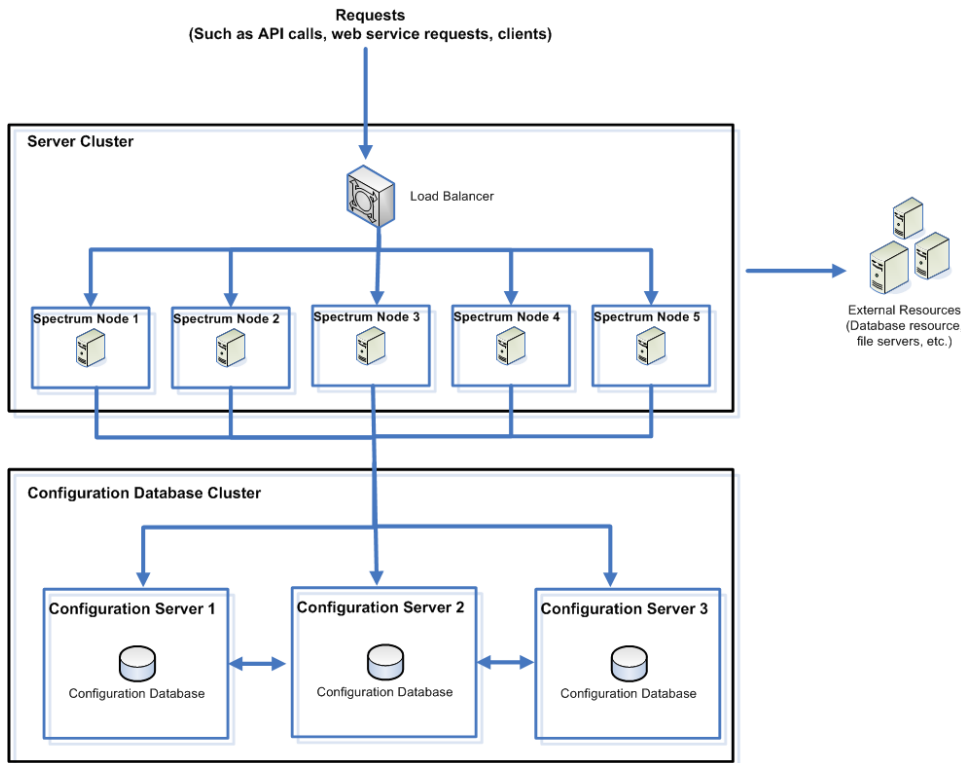 Requests
(Such as API calls, web service requests, clients)
Server Cluster
Load Balancer
Spectrum Node 1
Spectrum Node 2
Spectrum Node 3
Spectrum Node 4
Spectrum Node 5
External Resources
(Database resource
file servers, etc.)
Configuration Database Cluster
Configuration Server 1
Configuration Server 2
Configuration Server 3
Configuration Database
Configuration Database
Configuration Database